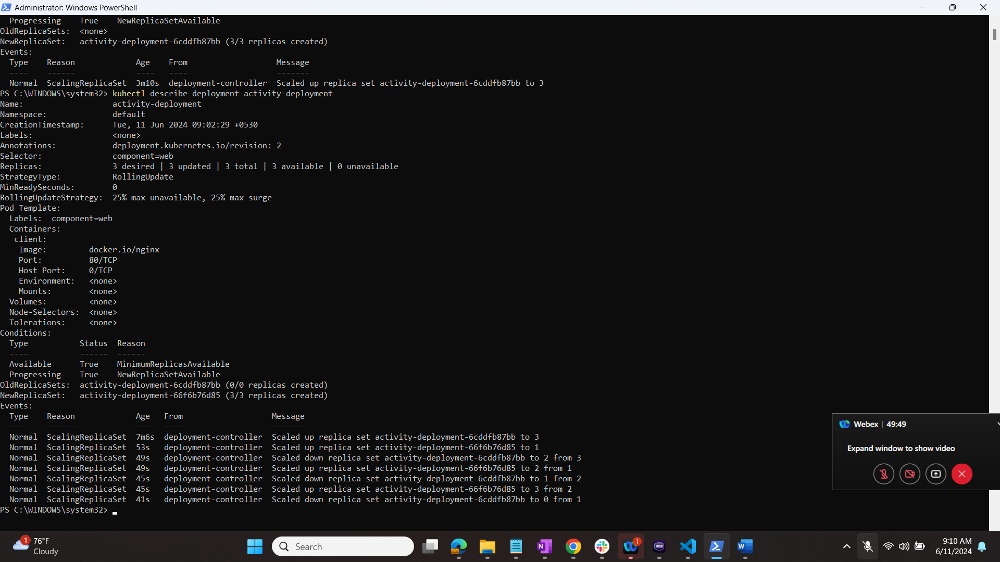 Administrator: Windows PowerShell
  Progressing    True    NewReplicaSetAvailable
OldReplicaSets:  <none>
NewReplicaSet:   activity-deployment-6cddfb87bb (3/3 replicas created)
Events:
  Type    Reason             Age    From                   Message
  ----    ------             ----   ----                   -------
  Normal  ScalingReplicaSet  3m10s  deployment-controller  Scaled up replica set activity-deployment-6cddfb87bb to 3
PS C:\WINDOWS\system32> kubectl describe deployment activity-deployment
Name:                   activity-deployment
Namespace:              default
CreationTimestamp:      Tue, 11 Jun 2024 09:02:29 +0530
Labels:                 <none>
Annotations:            deployment.kubernetes.io/revision: 2
Selector:               component=web
Replicas:               3 desired | 3 updated | 3 total | 3 available | 0 unavailable
StrategyType:           RollingUpdate
MinReadySeconds:        0
RollingUpdateStrategy:  25% max unavailable, 25% max surge
Pod Template:
  Labels:  component=web
  Containers:
   client:
    Image:         docker.io/nginx
    Port:          80/TCP
    Host Port:     0/TCP
    Environment:   <none>
    Mounts:        <none>
  Volumes:         <none>
  Node-Selectors:  <none>
  Tolerations:     <none>
Conditions:
  Type           Status  Reason
  ----           ------  ------
  Available      True    MinimumReplicasAvailable
  Progressing    True    NewReplicaSetAvailable
OldReplicaSets:  activity-deployment-6cddfb87bb (0/0 replicas created)
NewReplicaSet:   activity-deployment-66f6b76d85 (3/3 replicas created)
Events:
  Type    Reason             Age   From                   Message
  ----    ------             ----  ----                   -------
  Normal  ScalingReplicaSet  7m6s  deployment-controller  Scaled up replica set activity-deployment-6cddfb87bb to 3
  Normal  ScalingReplicaSet  53s   deployment-controller  Scaled up replica set activity-deployment-66f6b76d85 to 1
  Normal  ScalingReplicaSet  49s   deployment-controller  Scaled down replica set activity-deployment-6cddfb87bb to 2 from 3
  Normal  ScalingReplicaSet  49s   deployment-controller  Scaled up replica set activity-deployment-66f6b76d85 to 2 from 1
  Normal  ScalingReplicaSet  45s   deployment-controller  Scaled down replica set activity-deployment-6cddfb87bb to 1 from 2
  Normal  ScalingReplicaSet  45s   deployment-controller  Scaled up replica set activity-deployment-66f6b76d85 to 3 from 2
  Normal  ScalingReplicaSet  41s   deployment-controller  Scaled down replica set activity-deployment-6cddfb87bb to 0 from 1
PS C:\WINDOWS\system32>
Webex | 49:49
Expand window to show video
1
76°F
Cloudy
Search
1
9:10 AM
6/11/2024